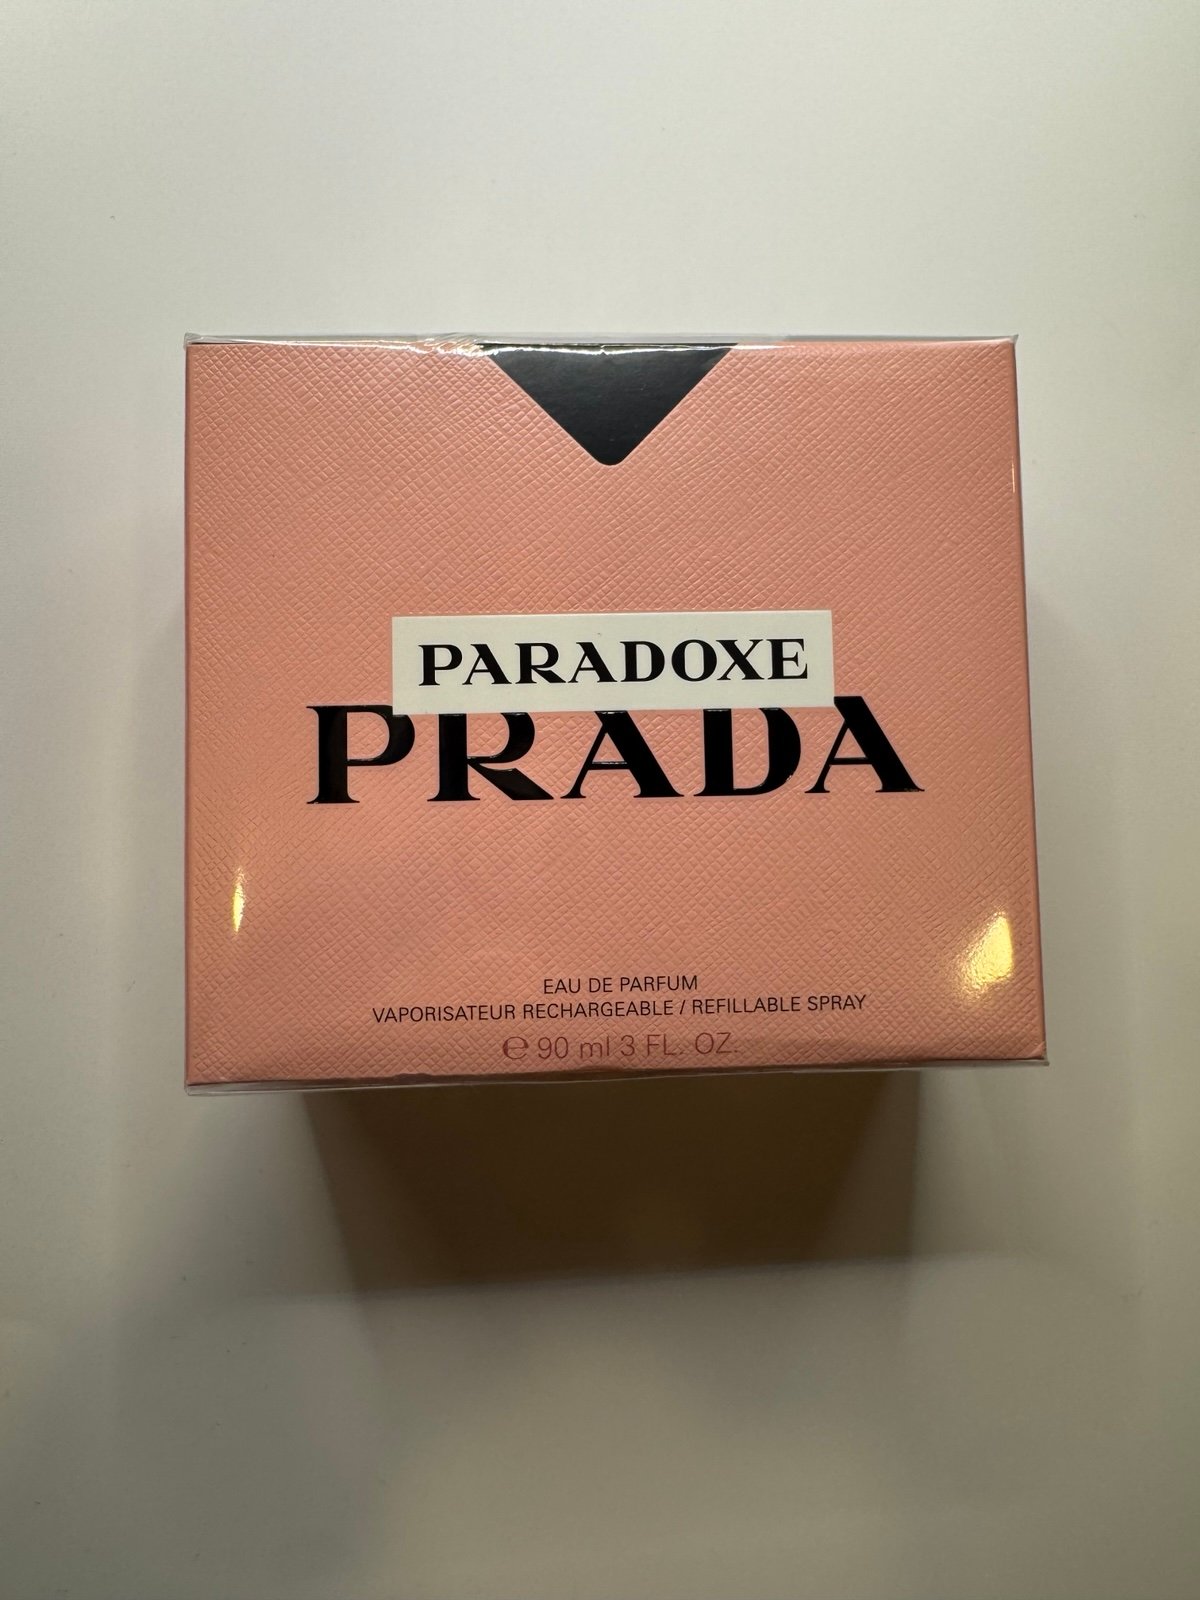 PARADOXE
PRADA
EAU DE PARFUM
VAPORISATEUR RECHARGEABLE / REFILLABLE SPRAY
℮ 90 ml 3 FL. OZ.